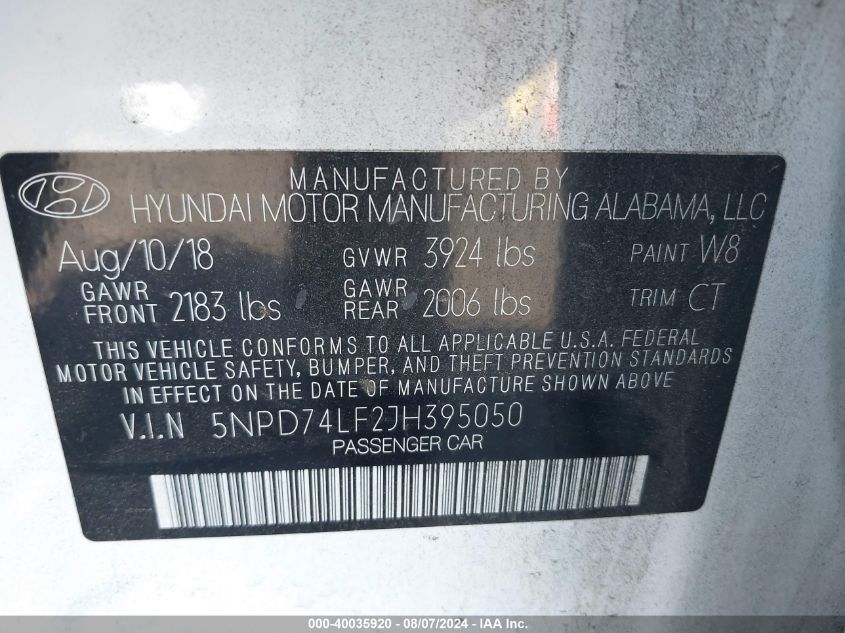 MANUFACTURED BY
HYUNDAI MOTOR MANUFACTURING ALABAMA, LLC
Aug/10/18 GVWR 3924 lbs PAINT W8
GAWR FRONT 2183 lbs GAWR REAR 2006 lbs TRIM CT
THIS VEHICLE CONFORMS TO ALL APPLICABLE U.S.A. FEDERAL
MOTOR VEHICLE SAFETY, BUMPER, AND THEFT PREVENTION STANDARDS
IN EFFECT ON THE DATE OF MANUFACTURE SHOWN ABOVE.
V.I.N 5NPD74LF2JH395050
PASSENGER CAR
000-40035920 - 08/07/2024 - IAA Inc.